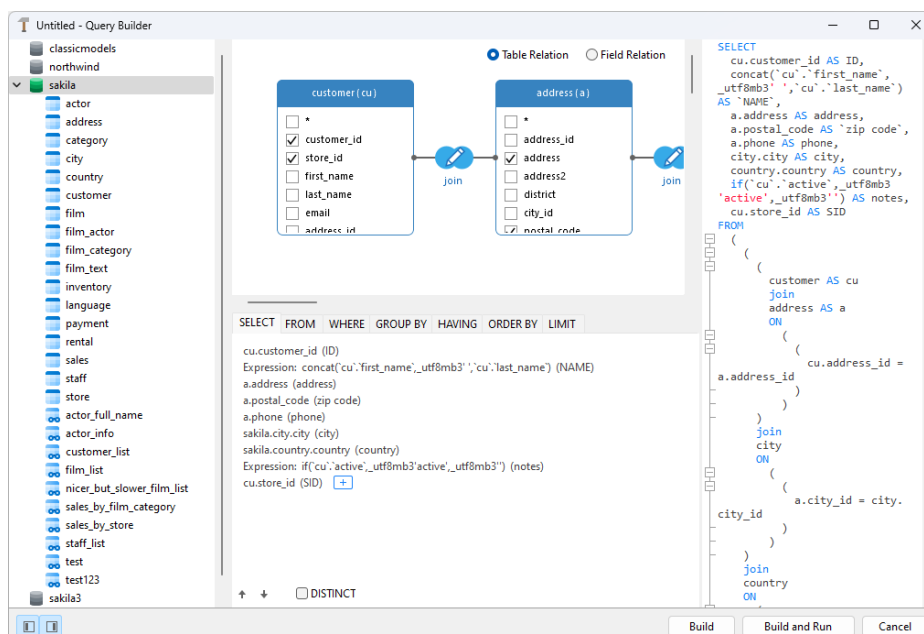 Untitled - Query Builder
classicmodels
northwind
sakila
actor
address
category
city
country
customer
film
film_actor
film_category
film_text
inventory
language
payment
rental
sales
staff
store
actor_full_name
actor_info
customer_list
film_list
nicer_but_slower_film_list
sales_by_film_category
sales_by_store
staff_list
test
test123
sakila3
Table Relation
Field Relation
customer(cu)
*
customer_id
store_id
first_name
last_name
email
address_id
join
address(a)
*
address_id
address
address2
district
city_id
postal_code
join
SELECT
FROM
WHERE
GROUP BY
HAVING
ORDER BY
LIMIT
cu.customer_id (ID)
Expression: concat(`cu`.`first_name`,_utf8mb3' ',`cu`.`last_name`) (NAME)
a.address (address)
a.postal_code (zip code)
a.phone (phone)
sakila.city.city (city)
sakila.country.country (country)
Expression: if(`cu`.`active`,_utf8mb3'active',_utf8mb3'') (notes)
cu.store_id (SID) +
DISTINCT
SELECT
cu.customer_id AS ID,
concat(`cu`.`first_name`,
_utf8mb3' ',`cu`.`last_name`)
AS `NAME`,
a.address AS address,
a.postal_code AS `zip code`,
a.phone AS phone,
city.city AS city,
country.country AS country,
if(`cu`.`active`,_utf8mb3
'active',_utf8mb3'') AS notes,
cu.store_id AS SID
FROM
(
(
(
customer AS cu
join
address AS a
ON
(
(
cu.address_id =
a.address_id
)
)
)
join
city
ON
(
(
a.city_id = city.
city_id
)
)
)
join
country
ON
Build
Build and Run
Cancel